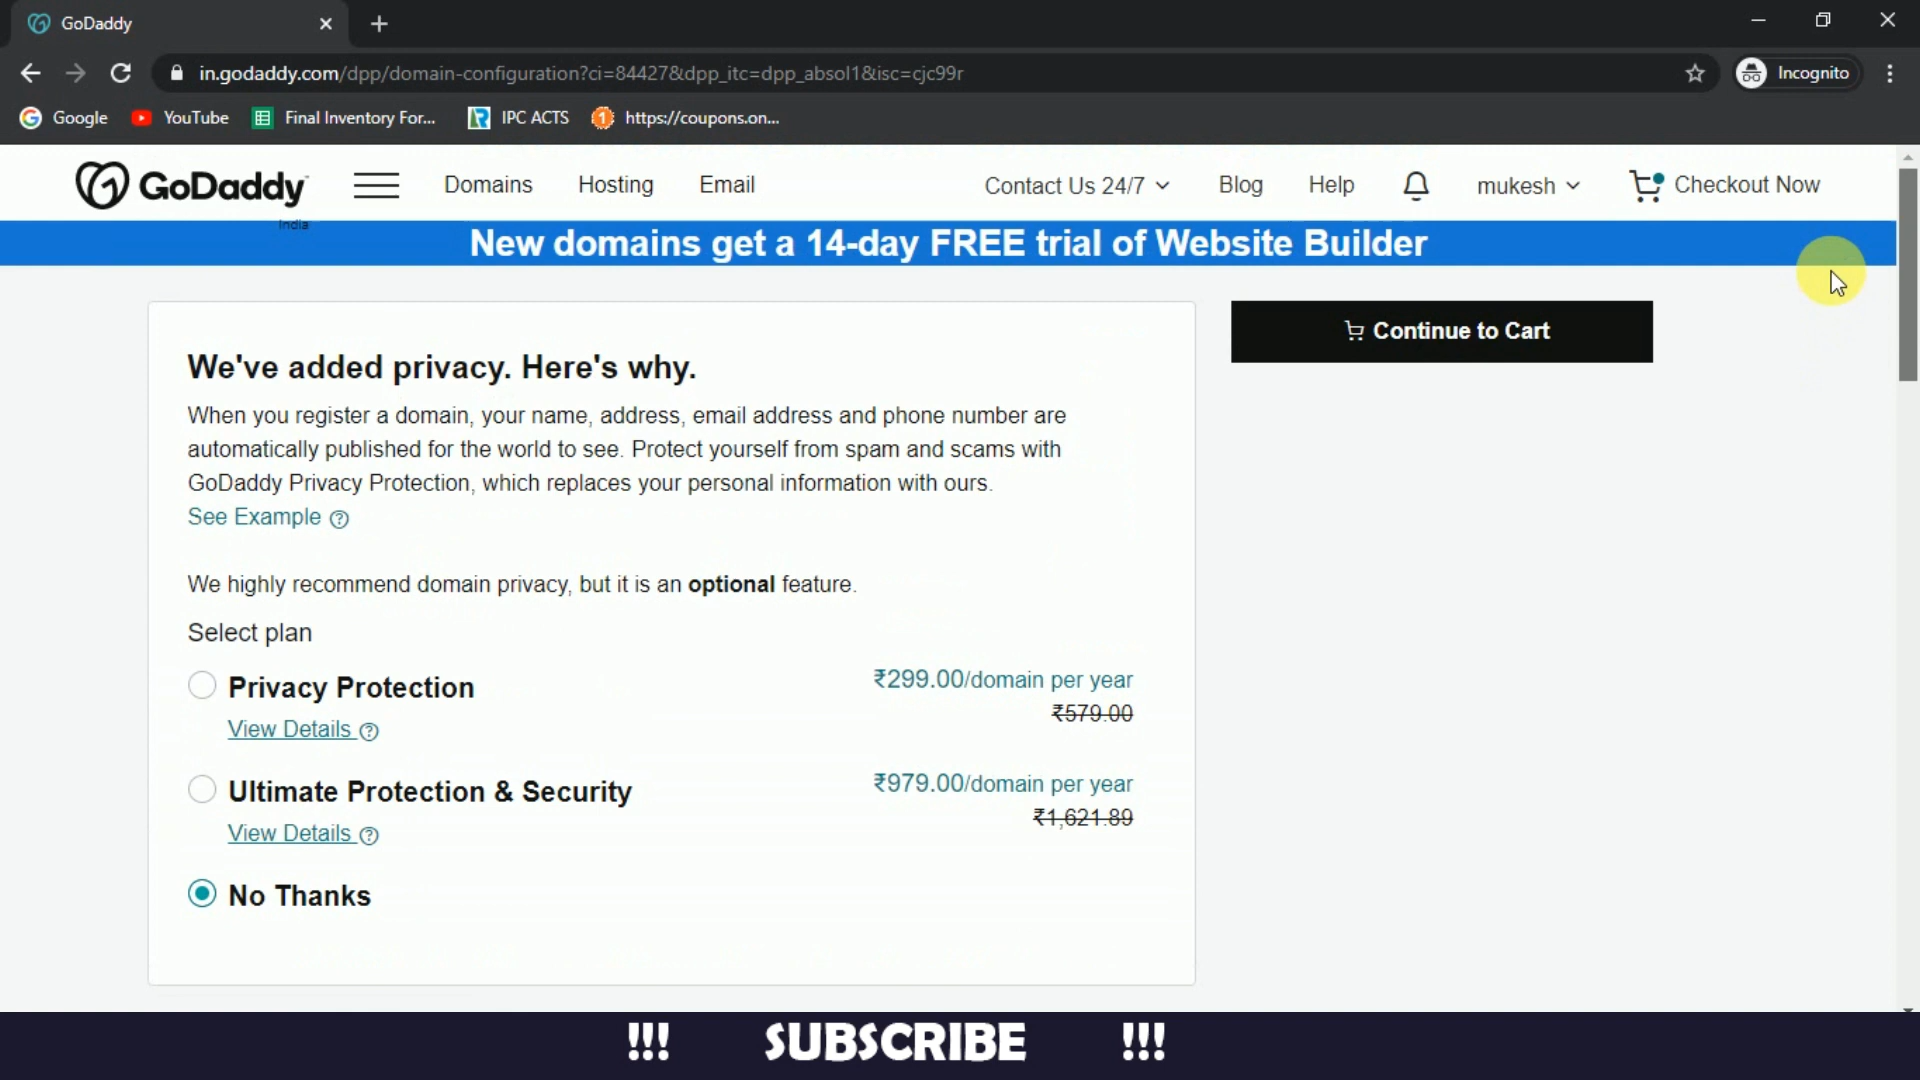 GoDaddy
in.godaddy.com/dpp/domain-configuration?ci=84427&dpp_itc=dpp_absol1&isc=cjc99r
Incognito
Google
YouTube
Final Inventory For...
IPC ACTS
https://coupons.on...
GoDaddy
India
Domains
Hosting
Email
Contact Us 24/7
Blog
Help
mukesh
Checkout Now
New domains get a 14-day FREE trial of Website Builder
We've added privacy. Here's why.
Continue to Cart
When you register a domain, your name, address, email address and phone number are
automatically published for the world to see. Protect yourself from spam and scams with
GoDaddy Privacy Protection, which replaces your personal information with ours.
See Example ?
We highly recommend domain privacy, but it is an optional feature.
Select plan
Privacy Protection
₹299.00/domain per year
₹579.00
View Details ?
Ultimate Protection & Security
₹979.00/domain per year
₹1,621.89
View Details ?
No Thanks
!!! SUBSCRIBE !!!